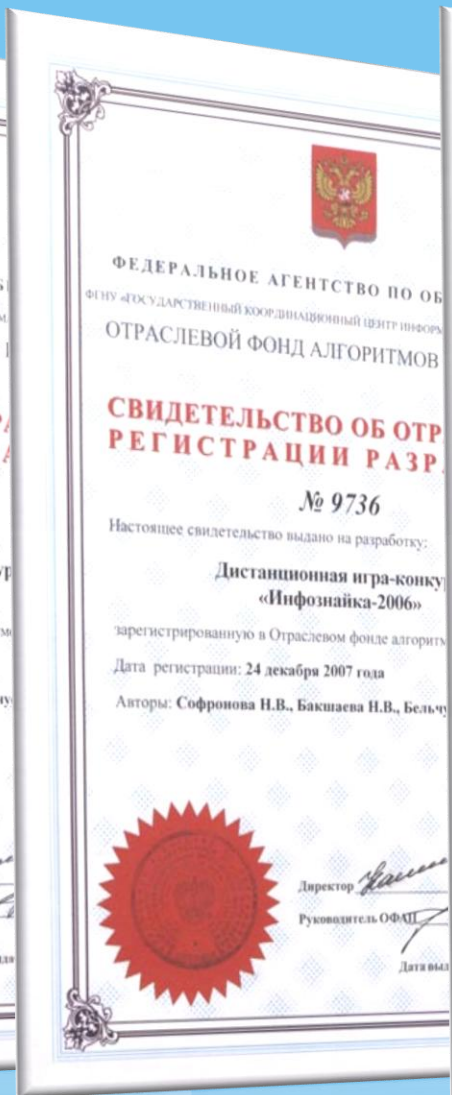 ФЕДЕРАЛЬНОЕ АГЕНТСТВО ПО ОБ
ФГНУ «ГОСУДАРСТВЕННЫЙ КООРДИНАЦИОННЫЙ ЦЕНТР ИНФОРМ
ОТРАСЛЕВОЙ ФОНД АЛГОРИТМОВ
СВИДЕТЕЛЬСТВО ОБ ОТР
РЕГИСТРАЦИИ РАЗР
№ 9736
Настоящее свидетельство выдано на разработку:
Дистанционная игра-конкур
«Инфознайка-2006»
зарегистрированную в Отраслевом фонде алгоритм
Дата регистрации: 24 декабря 2007 года
Авторы: Софронова Н.В., Бакшаева Н.В., Бельчу
Директор
Руководитель ОФАП
Дата выд